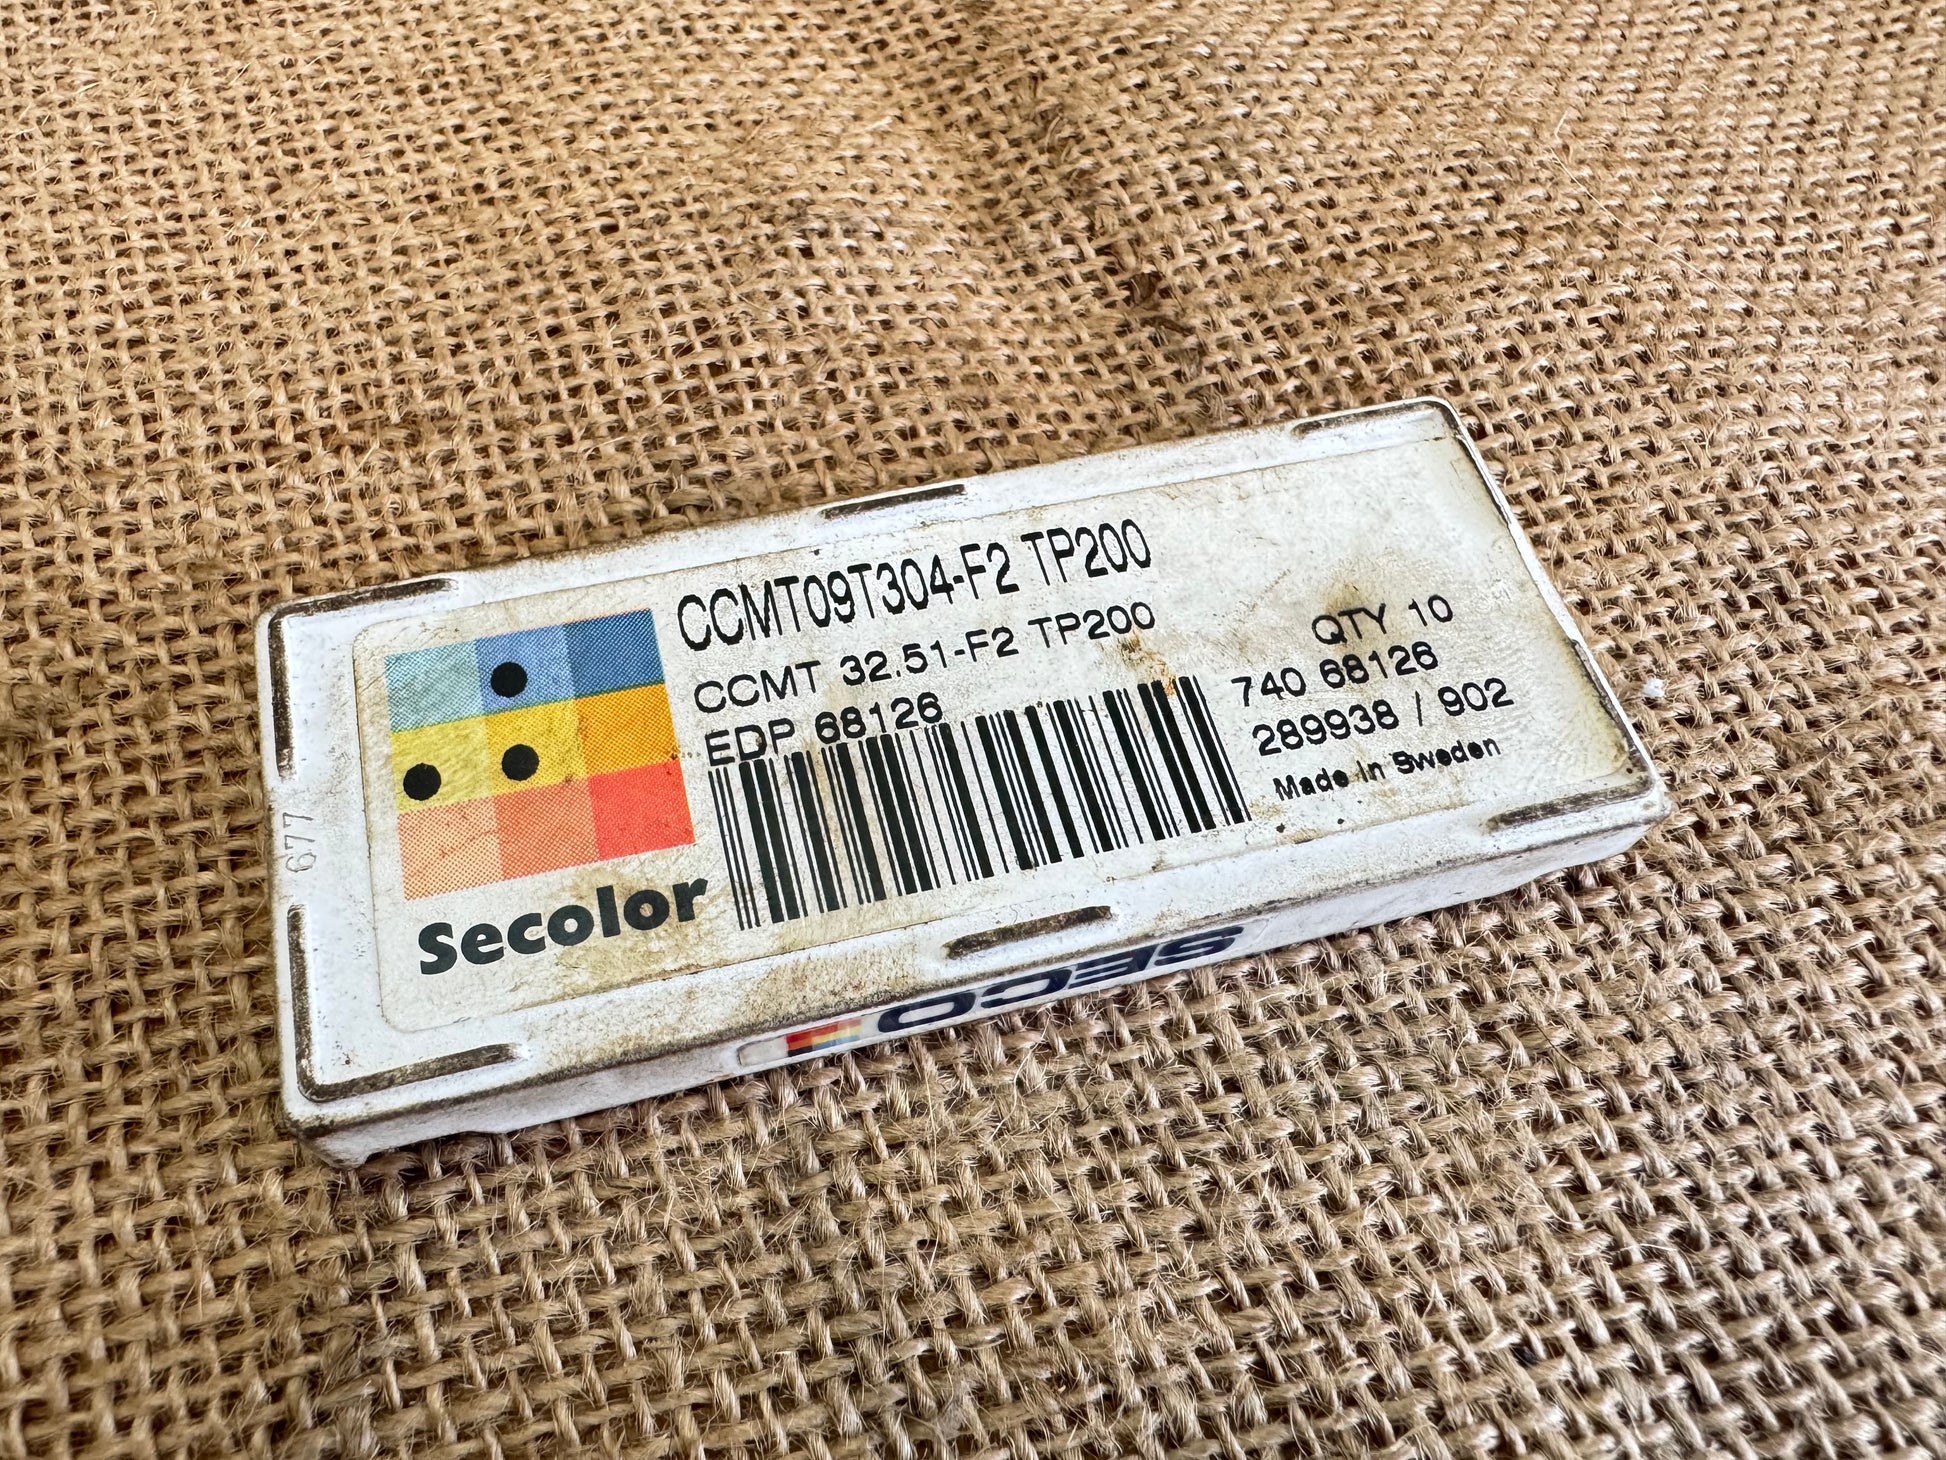 CCMT09T304-F2 TP200
CCMT 32.51-F2 TP200
EDP 68126
QTY 10
740 68126
289938 / 902
Made In Sweden
Secolor
SECO
677